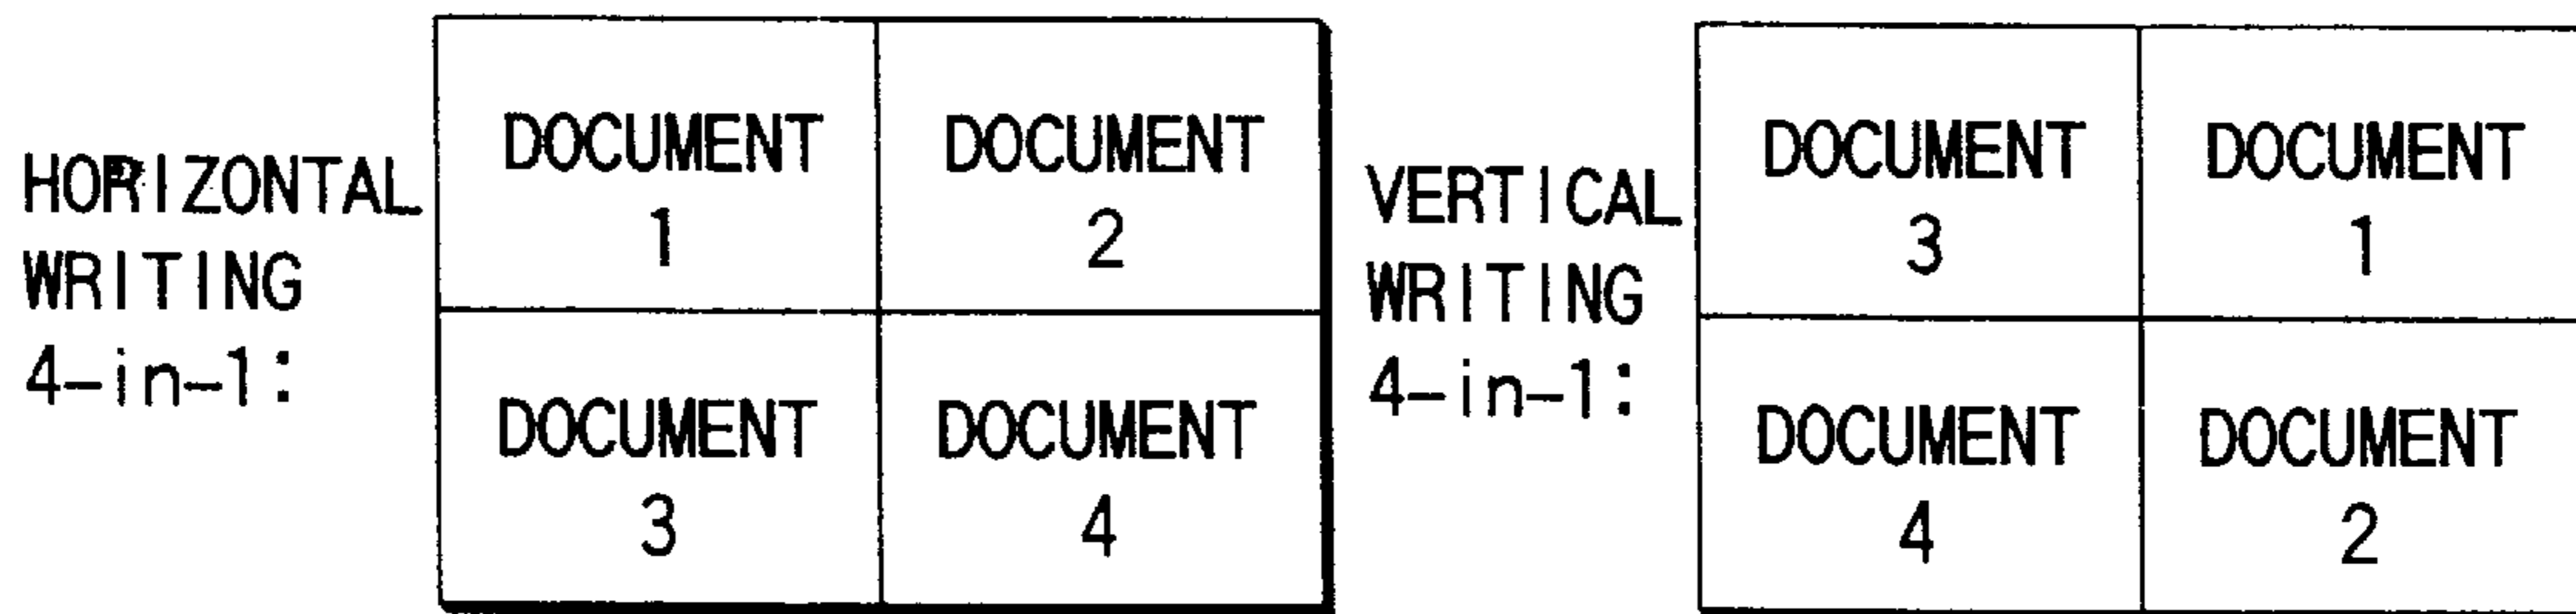 HORIZONTAL
WRITING
4-in-1:
DOCUMENT
1
DOCUMENT
2
DOCUMENT
3
DOCUMENT
4
VERTICAL
WRITING
4-in-1:
DOCUMENT
3
DOCUMENT
1
DOCUMENT
4
DOCUMENT
2